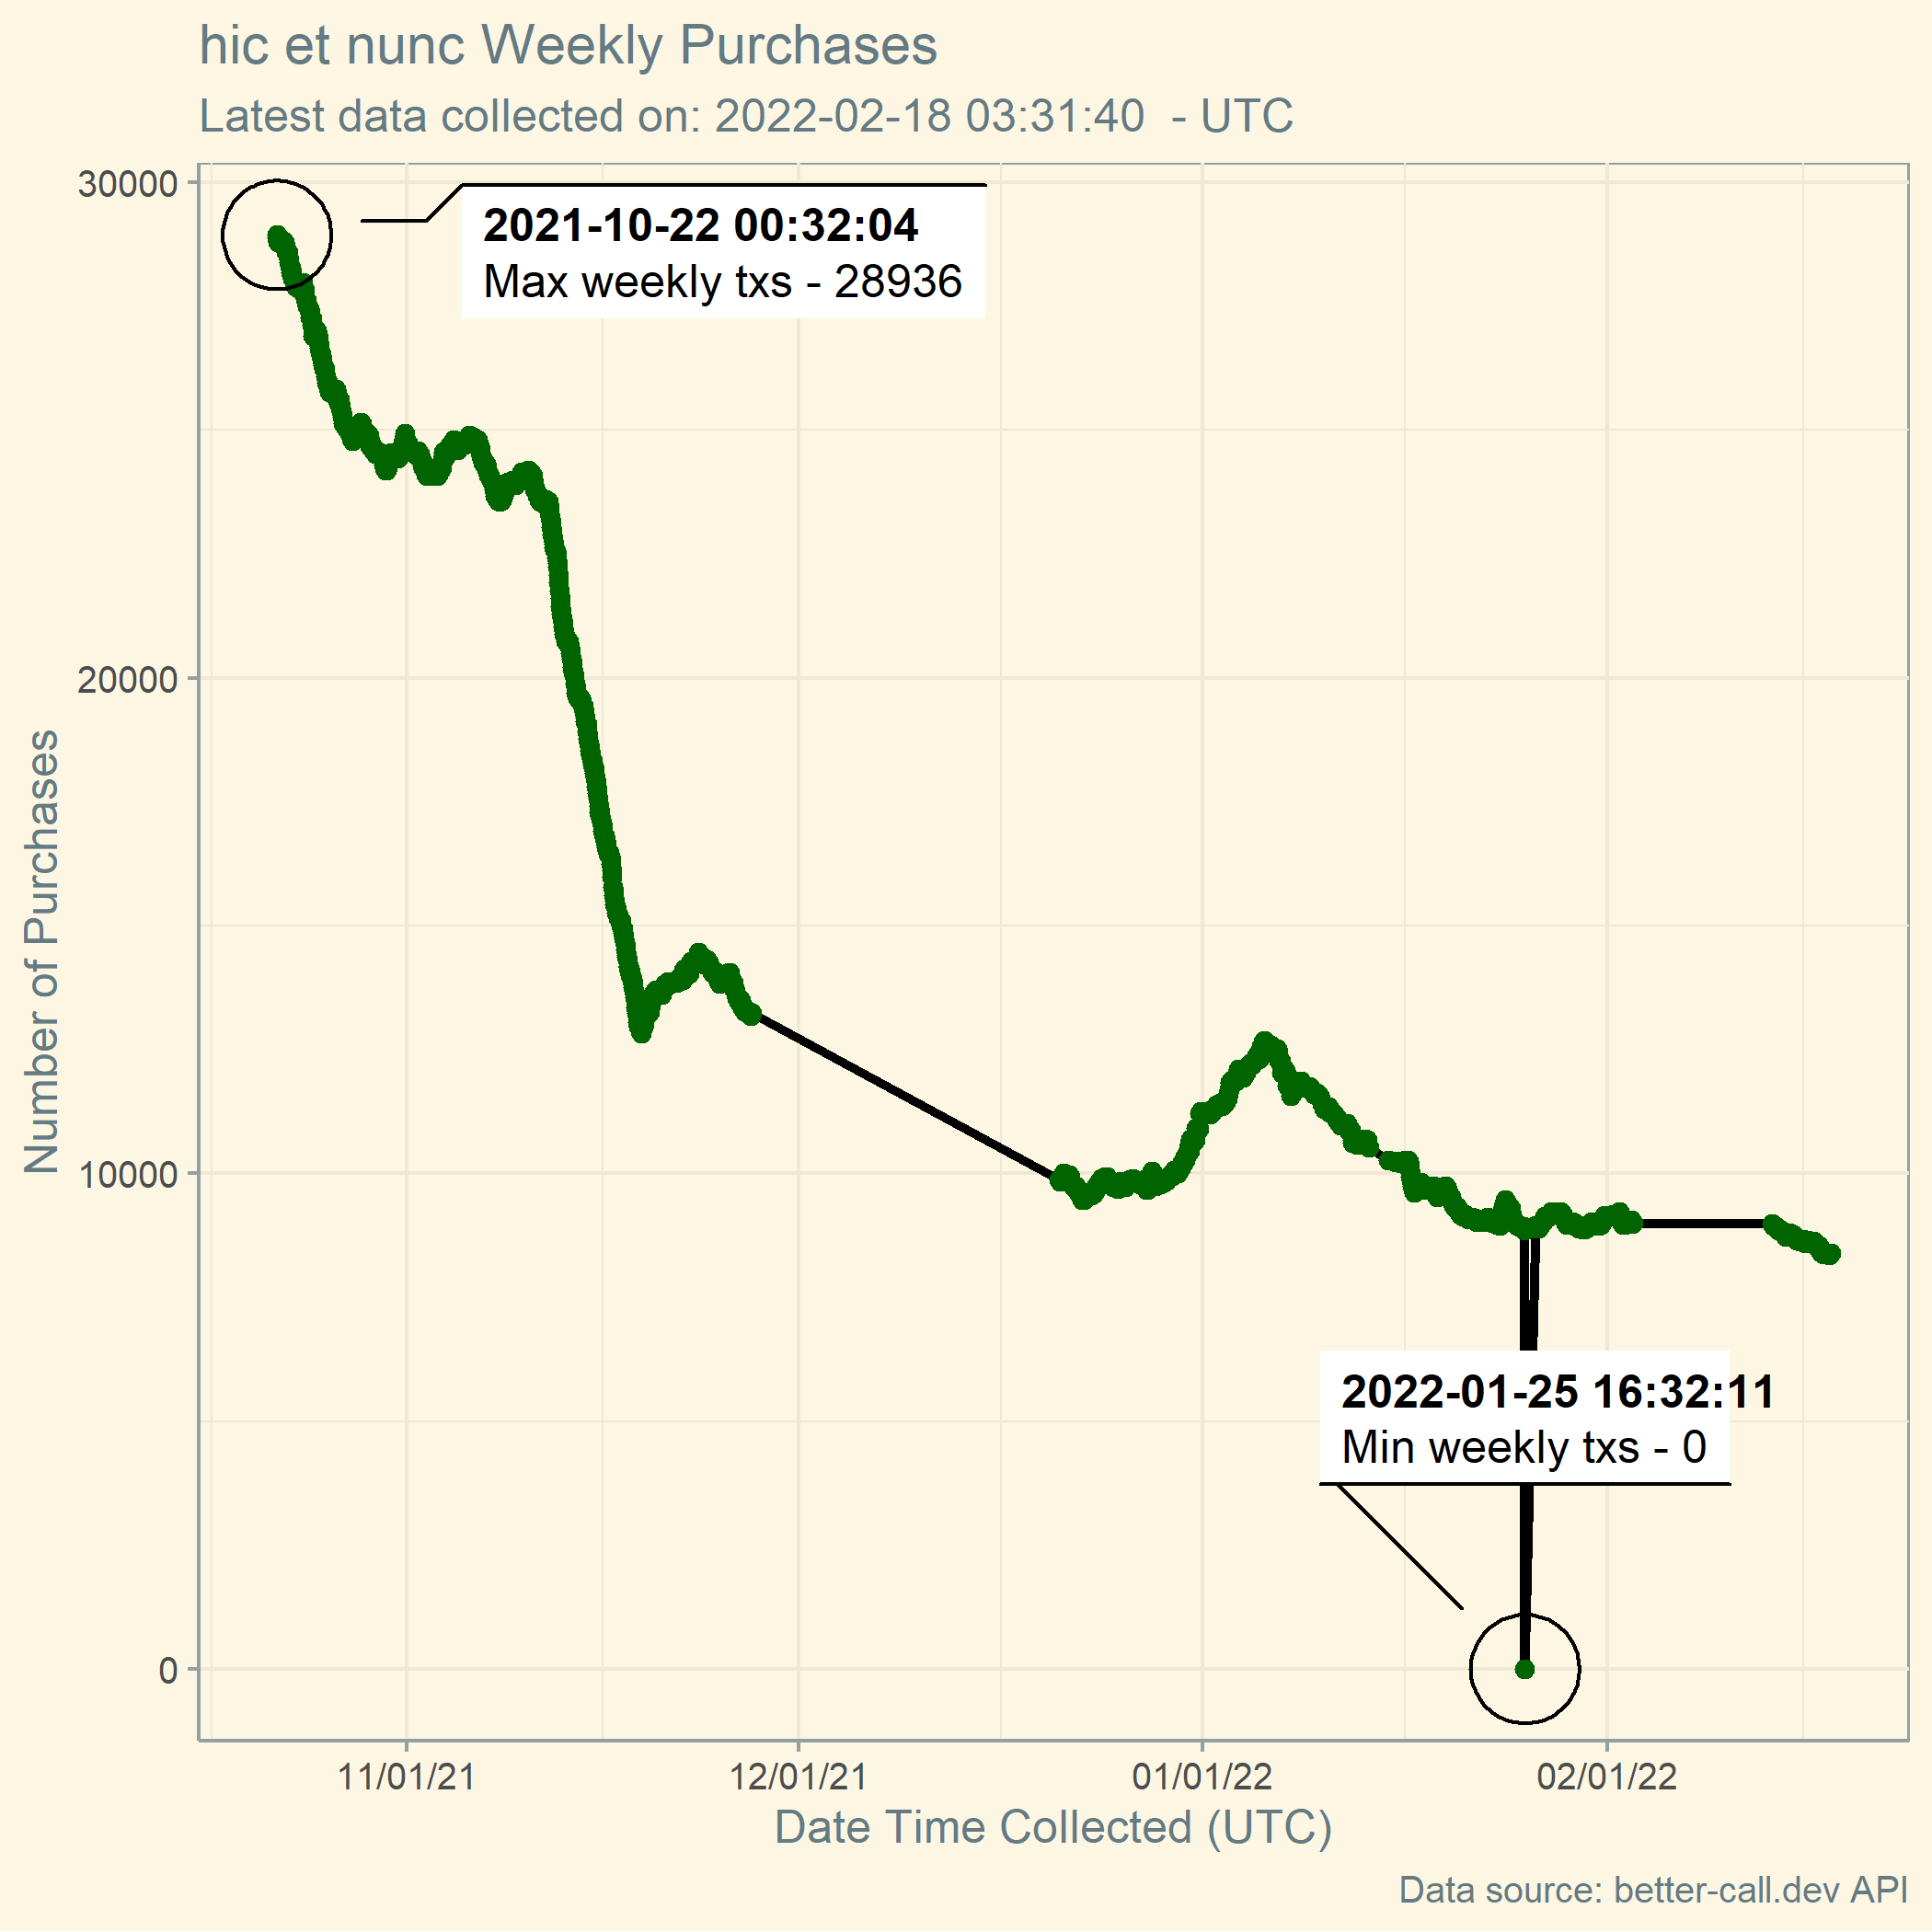 hic et nunc Weekly Purchases
Latest data collected on: 2022-02-18 03:31:40  - UTC
30000
2021-10-22 00:32:04
Max weekly txs - 28936
20000
Number of Purchases
10000
2022-01-25 16:32:11
Min weekly txs - 0
0
11/01/21
12/01/21
01/01/22
02/01/22
Date Time Collected (UTC)
Data source: better-call.dev API